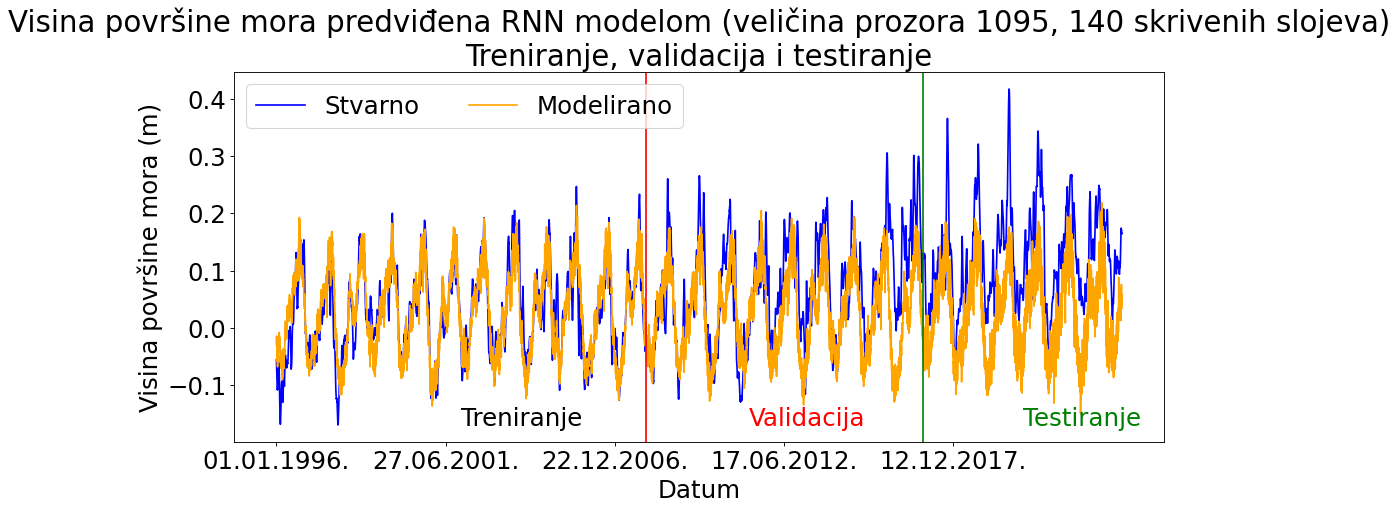 Visina površine mora predviđena RNN modelom (veličina prozora 1095, 140 skrivenih slojeva)
Treniranje, validacija i testiranje
Stvarno Modelirano
Visina površine mora (m)
0.4
0.3
0.2
0.1
0.0
−0.1
Treniranje Validacija Testiranje
01.01.1996. 27.06.2001. 22.12.2006. 17.06.2012. 12.12.2017.
Datum